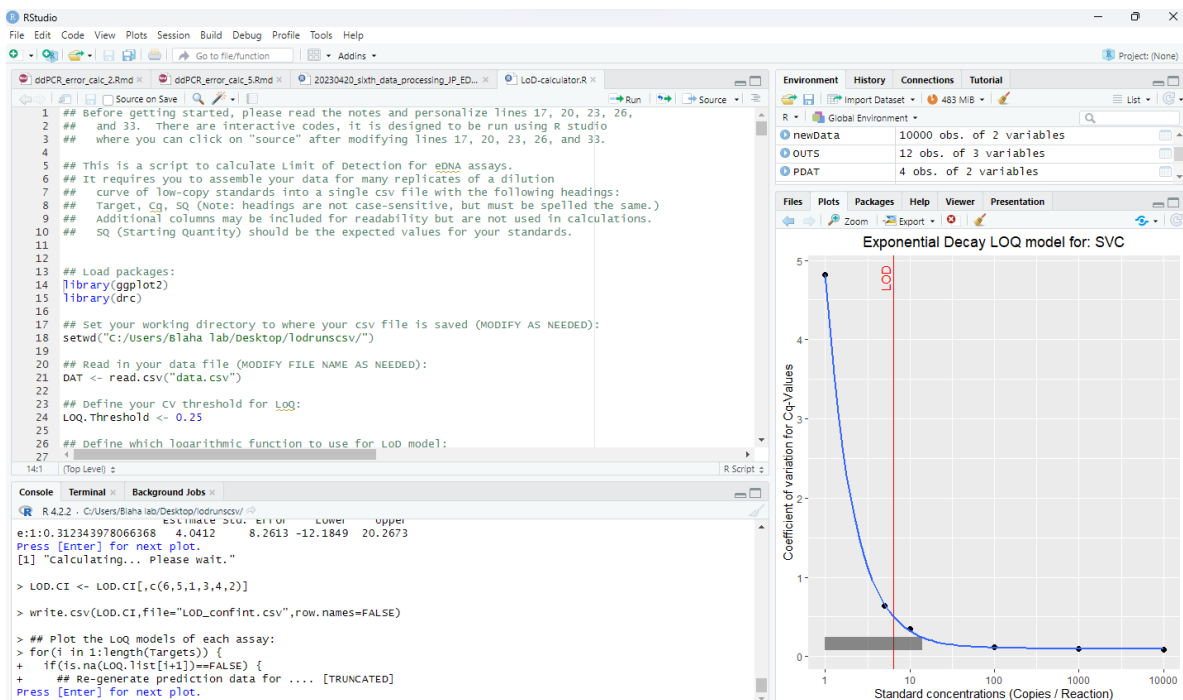 RStudio
File Edit Code View Plots Session Build Debug Profile Tools Help
Go to file/function Addins Project: (None)
ddPCR_error_calc_2.Rmd ddPCR_error_calc_5.Rmd 20230420_sixth_data_processing_JP_ED... LoD-calculator.R
Source on Save Run Source
1 ## Before getting started, please read the notes and personalize lines 17, 20, 23, 26,
2 ## and 33. There are interactive codes, it is designed to be run using R studio
3 ## where you can click on "source" after modifying lines 17, 20, 23, 26, and 33.
4
5 ## This is a script to calculate Limit of Detection for eDNA assays.
6 ## It requires you to assemble your data for many replicates of a dilution
7 ## curve of low-copy standards into a single csv file with the following headings:
8 ## Target, Cq, SQ (Note: headings are not case-sensitive, but must be spelled the same.)
9 ## Additional columns may be included for readability but are not used in calculations.
10 ## SQ (Starting Quantity) should be the expected values for your standards.
11
12
13 ## Load packages:
14 library(ggplot2)
15 library(drc)
16
17 ## Set your working directory to where your csv file is saved (MODIFY AS NEEDED):
18 setwd("C:/Users/Blaha lab/Desktop/lodrunscsv/")
19
20 ## Read in your data file (MODIFY FILE NAME AS NEEDED):
21 DAT <- read.csv("data.csv")
22
23 ## Define your CV threshold for LoQ:
24 LOQ.Threshold <- 0.25
25
26 ## Define which logarithmic function to use for LoD model:
27
14:1 (Top Level) R Script
Console Terminal Background Jobs
R 4.2.2 · C:/Users/Blaha lab/Desktop/lodrunscsv/
Estimate Std. Error Lower Upper
e:1:0.312343978066368 4.0412 8.2613 -12.1849 20.2673
Press [Enter] for next plot.
[1] "Calculating... Please wait."
> LOD.CI <- LOD.CI[,c(6,5,1,3,4,2)]
> write.csv(LOD.CI,file="LOD_confint.csv",row.names=FALSE)
> ## Plot the LOQ models of each assay:
> for(i in 1:length(Targets)) {
+ if(is.na(LOQ.list[i+1])==FALSE) {
+ ## Re-generate prediction data for .... [TRUNCATED]
Press [Enter] for next plot.
Environment History Connections Tutorial
Import Dataset 483 MiB List
R Global Environment
newData 10000 obs. of 2 variables
OUTS 12 obs. of 3 variables
PDAT 4 obs. of 2 variables
Files Plots Packages Help Viewer Presentation
Zoom Export
Exponential Decay LOQ model for: SVC
LOD
Coefficient of variation for Cq-Values
5
4
3
2
1
0
1 10 100 1000 10000
Standard concentrations (Copies / Reaction)